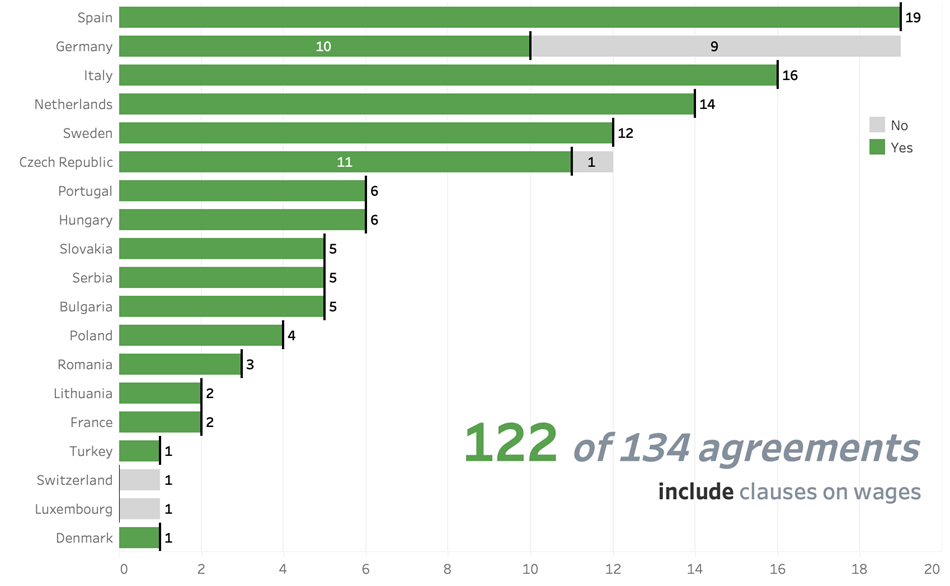 Spain 19
Germany 10 9
Italy 16
Netherlands 14
Sweden 12
Czech Republic 11 1
Portugal 6
Hungary 6
Slovakia 5
Serbia 5
Bulgaria 5
Poland 4
Romania 3
Lithuania 2
France 2
Turkey 1
Switzerland 1
Luxembourg 1
Denmark 1
0 2 4 6 8 10 12 14 16 18 20
No
Yes
122 of 134 agreements
include clauses on wages